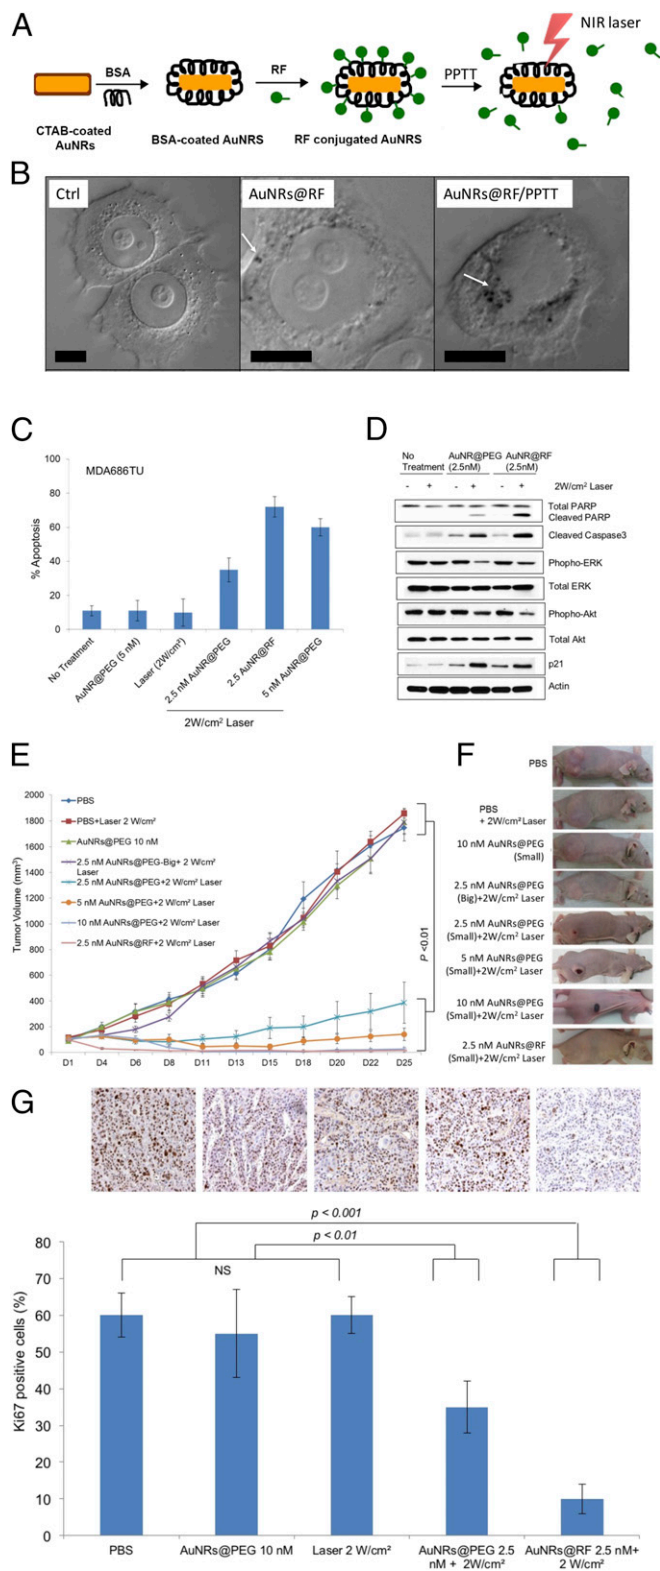 A
NIR laser
BSA
RF
PPTT
CTAB-coated
AuNRs
BSA-coated AuNRS
RF conjugated AuNRS
B
Ctrl
AuNRs@RF
AuNRs@RF/PPTT
C
MDA686TU
% Apoptosis
100
80
60
40
20
0
No Treatment
AuNR@PEG (5 nM)
Laser (2W/cm²)
2.5 nM AuNR@PEG
2.5 AuNR@RF
5 nM AuNR@PEG
2W/cm² Laser
D
No
Treatment
AuNR@PEG
(2.5nM)
AuNR@RF
(2.5nM)
- + - + - + 2W/cm² Laser
Total PARP
Cleaved PARP
Cleaved Caspase3
Phopho-ERK
Total ERK
Phopho-Akt
Total Akt
p21
Actin
E
Tumor Volume (mm³)
2000
1800
1600
1400
1200
1000
800
600
400
200
0
PBS
PBS+Laser 2 W/cm²
AuNRs@PEG 10 nM
2.5 nM AuNRs@PEG-Big+ 2 W/cm²
Laser
2.5 nM AuNRs@PEG+2 W/cm² Laser
5 nM AuNRs@PEG+2 W/cm² Laser
10 nM AuNRs@PEG+2 W/cm² Laser
2.5 nM AuNRs@RF+2 W/cm² Laser
P <0.01
D1 D4 D6 D8 D11 D13 D15 D18 D20 D22 D25
F
PBS
PBS
+ 2W/cm² Laser
10 nM AuNRs@PEG
(Small)
2.5 nM AuNRs@PEG
(Big)+2W/cm² Laser
2.5 nM AuNRs@PEG
(Small)+2W/cm² Laser
5 nM AuNRs@PEG
(Small)+2W/cm² Laser
10 nM AuNRs@PEG
(Small)+2W/cm² Laser
2.5 nM AuNRs@RF
(Small)+2W/cm² Laser
G
p < 0.001
p < 0.01
NS
Ki67 positive cells (%)
80
70
60
50
40
30
20
10
0
PBS
AuNRs@PEG 10 nM
Laser 2 W/cm²
AuNRs@PEG 2.5
nM + 2W/cm²
AuNRs@RF 2.5 nM+
2 W/cm²